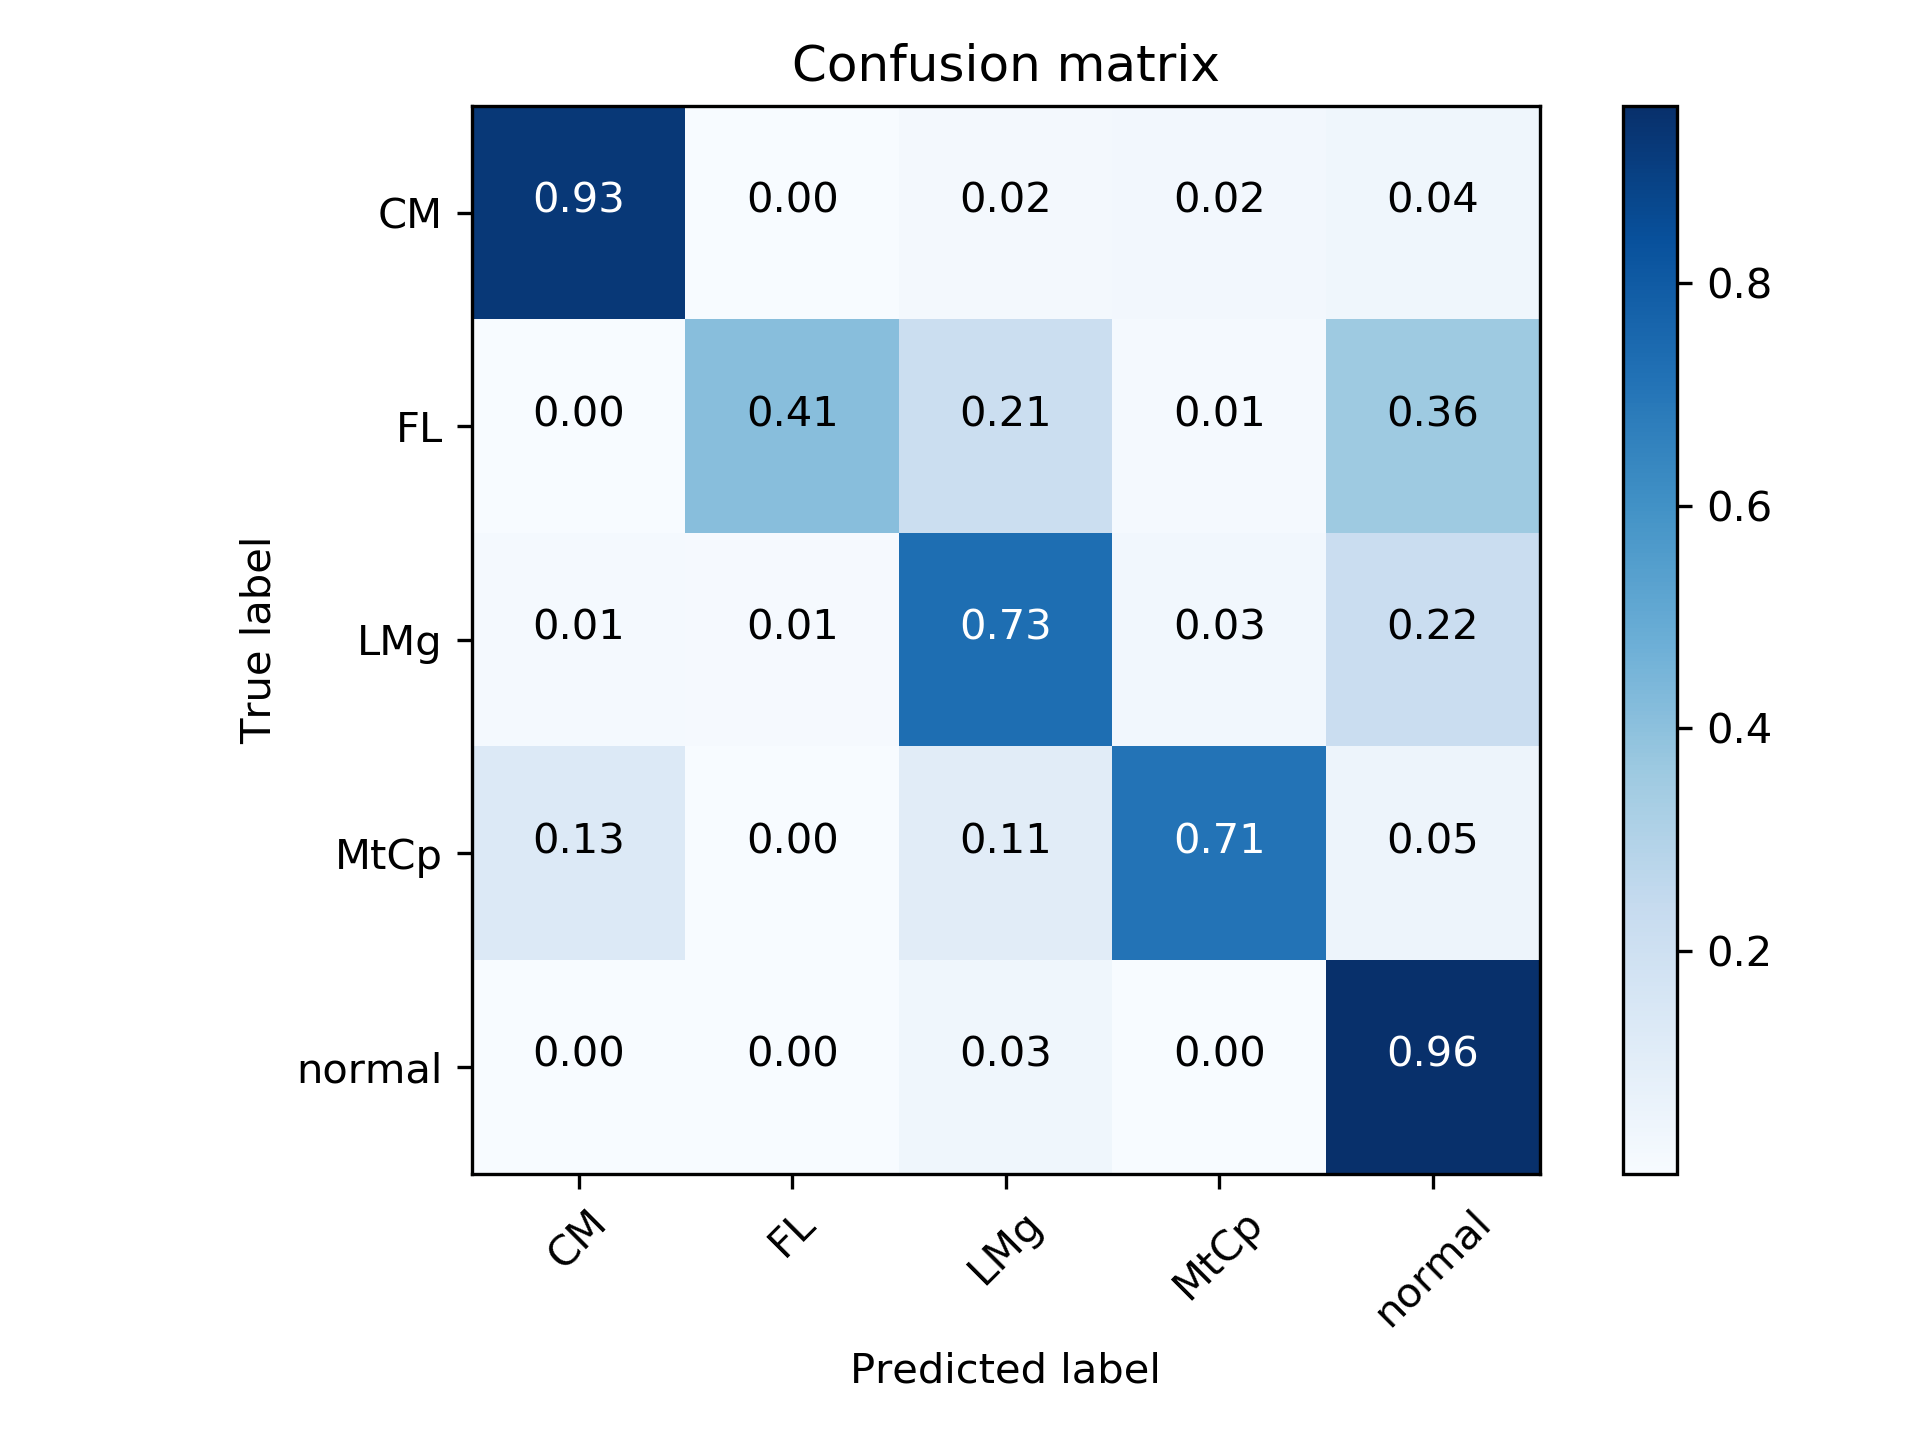 Confusion matrix
CM 0.93 0.00 0.02 0.02 0.04
FL 0.00 0.41 0.21 0.01 0.36
LMg 0.01 0.01 0.73 0.03 0.22
MtCp 0.13 0.00 0.11 0.71 0.05
normal 0.00 0.00 0.03 0.00 0.96
True label
CM FL LMg MtCp normal
Predicted label
0.8
0.6
0.4
0.2